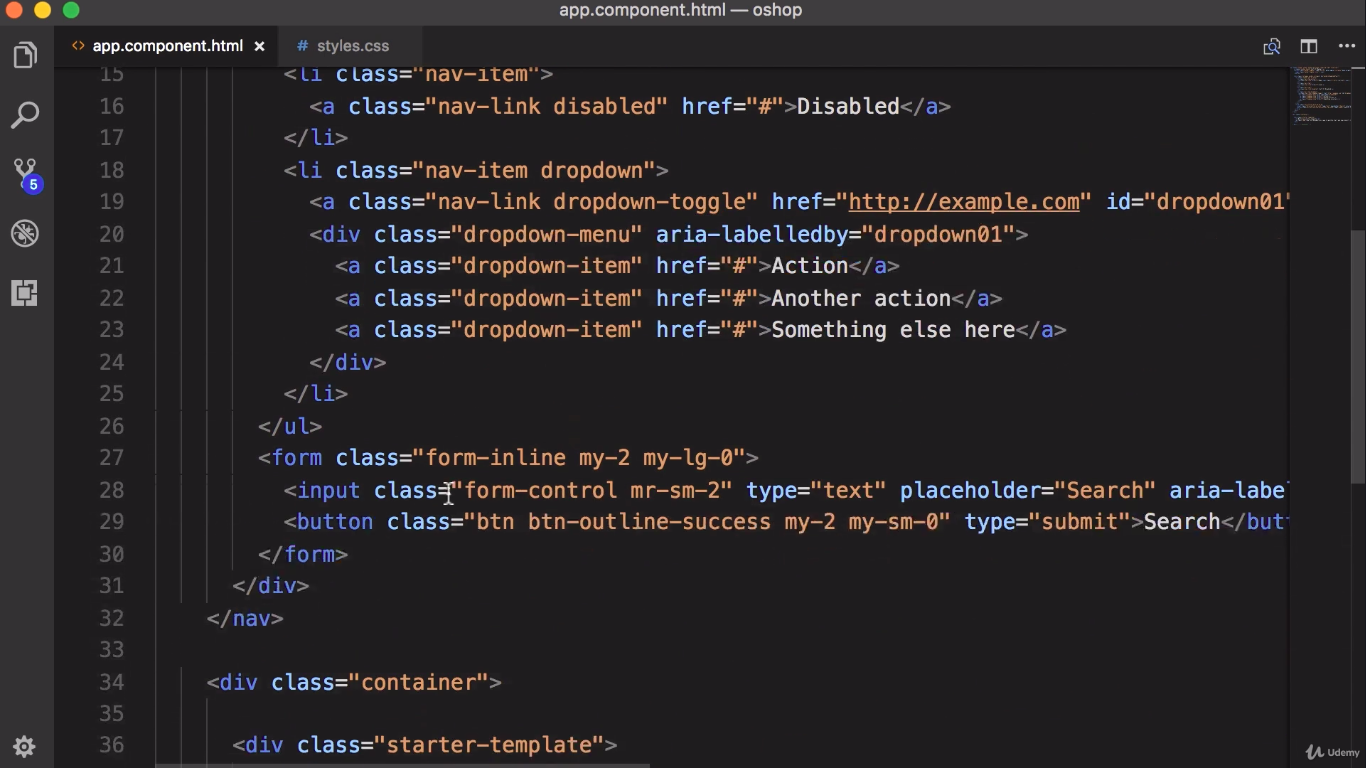 app.component.html — oshop
<> app.component.html ×
# styles.css
15 <li class="nav-item">
16 <a class="nav-link disabled" href="#">Disabled</a>
17 </li>
18 <li class="nav-item dropdown">
19 <a class="nav-link dropdown-toggle" href="http://example.com" id="dropdown01"
20 <div class="dropdown-menu" aria-labelledby="dropdown01">
21 <a class="dropdown-item" href="#">Action</a>
22 <a class="dropdown-item" href="#">Another action</a>
23 <a class="dropdown-item" href="#">Something else here</a>
24 </div>
25 </li>
26 </ul>
27 <form class="form-inline my-2 my-lg-0">
28 <input class="form-control mr-sm-2" type="text" placeholder="Search" aria-labe
29 <button class="btn btn-outline-success my-2 my-sm-0" type="submit">Search</butt
30 </form>
31 </div>
32 </nav>
33
34 <div class="container">
35
36 <div class="starter-template">
5
Udemy